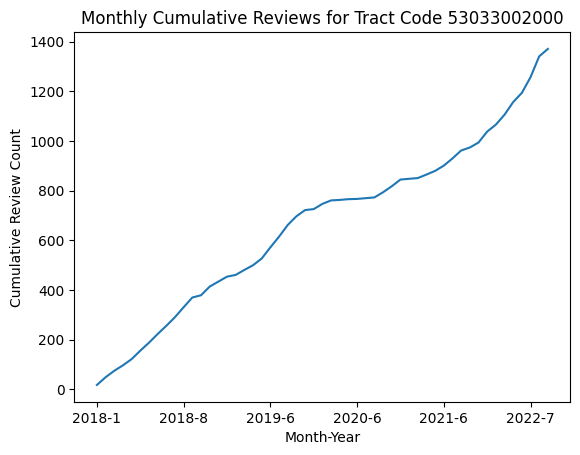 Monthly Cumulative Reviews for Tract Code 53033002000
Cumulative Review Count
1400
1200
1000
800
600
400
200
0
2018-1 2018-8 2019-6 2020-6 2021-6 2022-7
Month-Year